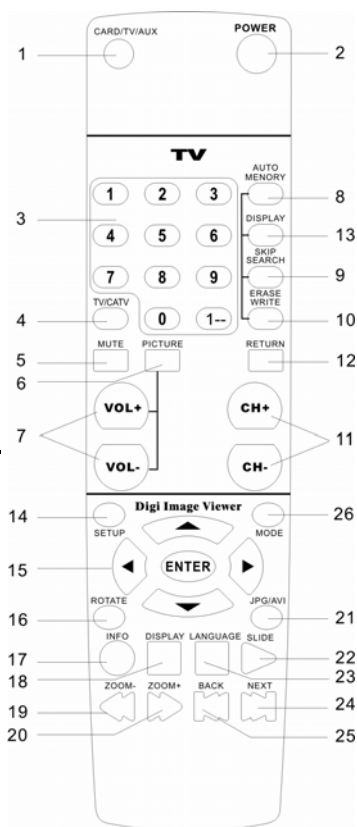 CARD/TV/AUX POWER
1 2
TV
AUTO
MENORY
1 2 3 8
3 DISPLAY
4 5 6 13
SKIP
SEARCH
7 8 9 9
TV/CATV ERASE
WRITE
4 0 1-- 10
MUTE PICTURE RETURN
5 12
6
VOL+ CH+
7 11
VOL- CH-
Digi Image Viewer
14 26
SETUP MODE
15 ENTER
ROTATE JPG/AVI
16 21
INFO DISPLAY LANGUAGE SLIDE
17 22
18 23
ZOOM- ZOOM+ BACK NEXT
19 24
20 25